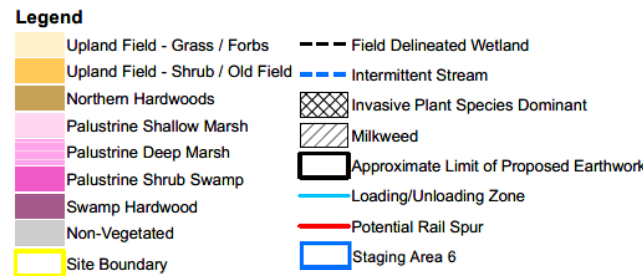 Legend
Upland Field - Grass / Forbs
Upland Field - Shrub / Old Field
Northern Hardwoods
Palustrine Shallow Marsh
Palustrine Deep Marsh
Palustrine Shrub Swamp
Swamp Hardwood
Non-Vegetated
Site Boundary
Field Delineated Wetland
Intermittent Stream
Invasive Plant Species Dominant
Milkweed
Approximate Limit of Proposed Earthwork
Loading/Unloading Zone
Potential Rail Spur
Staging Area 6